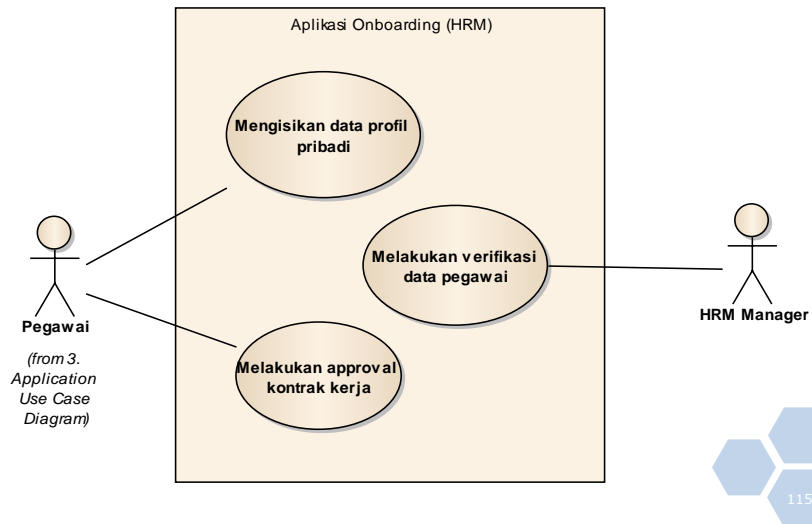 Aplikasi Onboarding (HRM)
Mengisikan data profil
pribadi
Melakukan verifikasi
data pegawai
Pegawai
(from 3.
Application
Use Case
Diagram)
HRM Manager
Melakukan approval
kontrak kerja
115